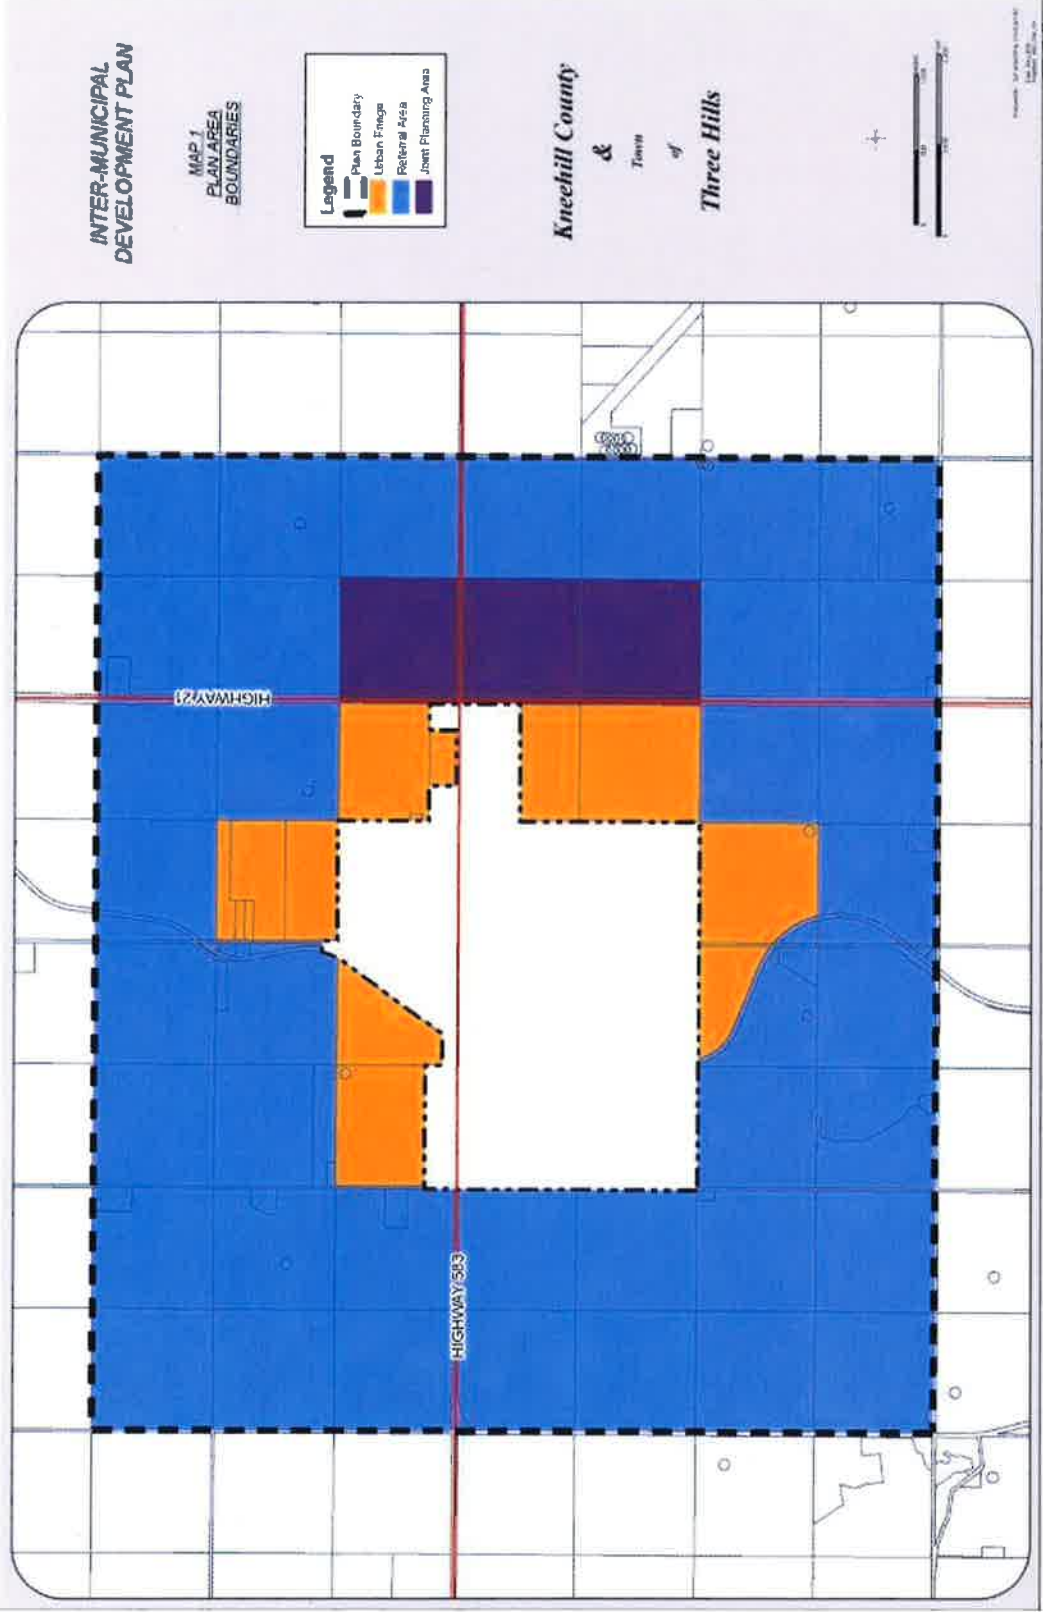 INTER-MUNICIPAL
DEVELOPMENT PLAN
MAP 1
PLAN AREA
BOUNDARIES
Legend
Plan Boundary
Urban Fringe
Referral Area
Joint Planning Area
Kneehill County
&
Town
of
Three Hills
HIGHWAY 21
HIGHWAY 583